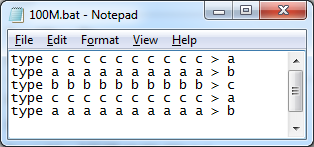 100M.bat - Notepad
File Edit Format View Help
type c c c c c c c c c c > a
type a a a a a a a a a a > b
type b b b b b b b b b b > c
type c c c c c c c c c c > a
type a a a a a a a a a a > b